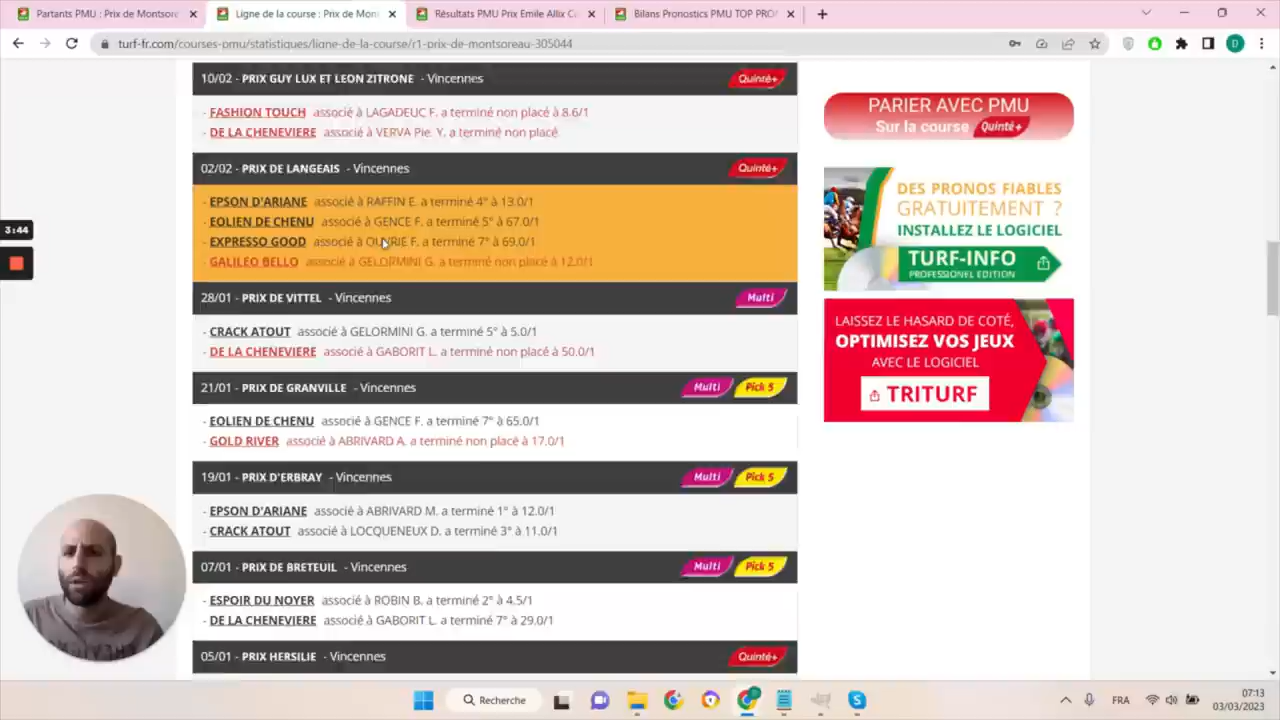 Partants PMU : Prix de Montsore
Ligne de la course : Prix de Mon
Résultats PMU Prix Emile Allix C
Bilans Pronostics PMU TOP PRO
turf-fr.com/courses-pmu/statistiques/ligne-de-la-course/r1-prix-de-montsoreau-305044
D
10/02 - PRIX GUY LUX ET LEON ZITRONE - Vincennes Quinté+
- FASHION TOUCH associé à LAGADEUC F. a terminé non placé à 8.6/1
- DE LA CHENEVIERE associé à VERVA Pie. Y. a terminé non placé
02/02 - PRIX DE LANGEAIS - Vincennes Quinté+
- EPSON D'ARIANE associé à RAFFIN E. a terminé 4° à 13.0/1
- EOLIEN DE CHENU associé à GENCE F. a terminé 5° à 67.0/1
- EXPRESSO GOOD associé à F. a terminé 7° à 69.0/1
- GALILEO BELLO associé à GELORMINI G. a terminé non placé à 12.0/1
28/01 - PRIX DE VITTEL - Vincennes Multi
- CRACK ATOUT associé à GELORMINI G. a terminé 5° à 5.0/1
- DE LA CHENEVIERE associé à GABORIT L. a terminé non placé à 50.0/1
21/01 - PRIX DE GRANVILLE - Vincennes Multi Pick 5
- EOLIEN DE CHENU associé à GENCE F. a terminé 7° à 65.0/1
- GOLD RIVER associé à ABRIVARD A. a terminé non placé à 17.0/1
19/01 - PRIX D'ERBRAY - Vincennes Multi Pick 5
- EPSON D'ARIANE associé à ABRIVARD M. a terminé 1° à 12.0/1
- CRACK ATOUT associé à LOCQUENEUX D. a terminé 3° à 11.0/1
07/01 - PRIX DE BRETEUIL - Vincennes Multi Pick 5
- ESPOIR DU NOYER associé à ROBIN B. a terminé 2° à 4.5/1
- DE LA CHENEVIERE associé à GABORIT L. a terminé 7° à 29.0/1
05/01 - PRIX HERSILIE - Vincennes Quinté+
PARIER AVEC PMU
Sur la course Quinté+
DES PRONOS FIABLES
GRATUITEMENT ?
INSTALLEZ LE LOGICIEL
TURF-INFO
PROFESSIONEL EDITION
LAISSEZ LE HASARD DE COTÉ,
OPTIMISEZ VOS JEUX
AVEC LE LOGICIEL
TRITURF
3:44
Recherche
FRA
07:13
03/03/2023